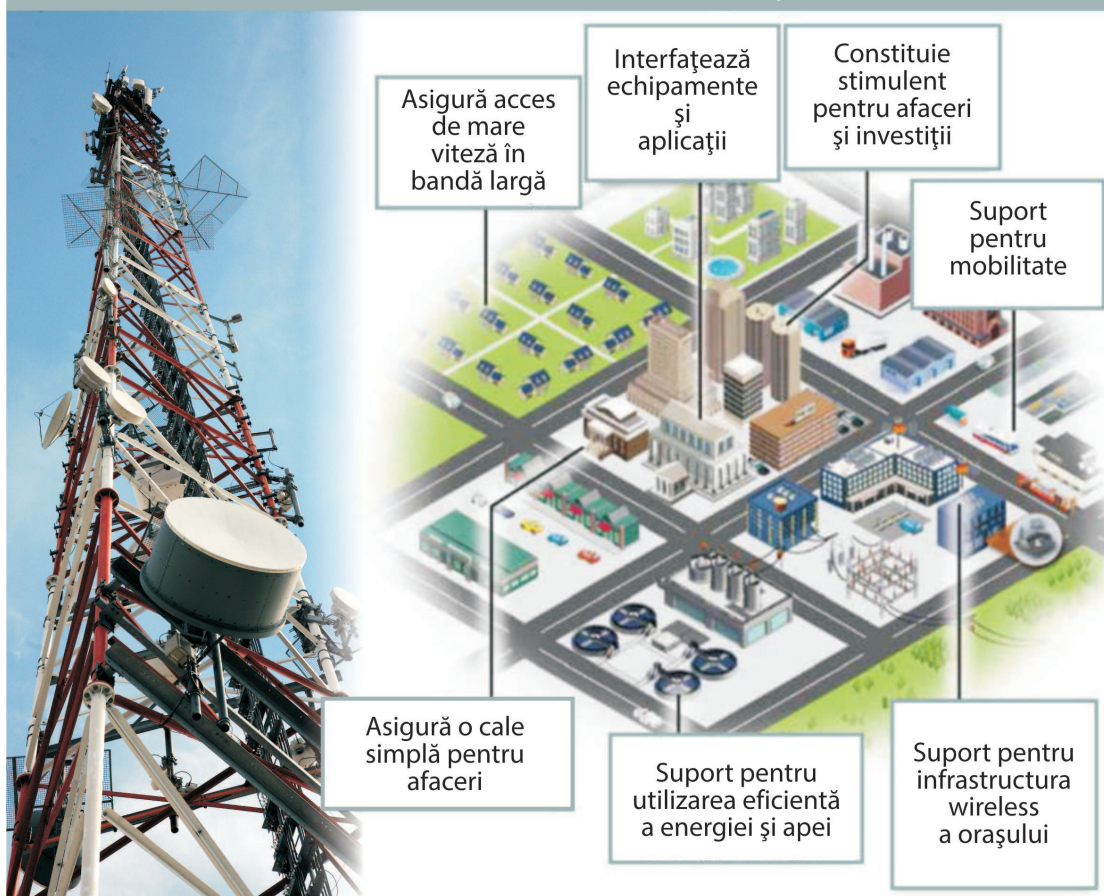 Asigură acces
de mare
viteză în
bandă largă
Interfaţează
echipamente
şi
aplicaţii
Constituie
stimulent
pentru afaceri
şi investiţii
Suport
pentru
mobilitate
Asigură o cale
simplă pentru
afaceri
Suport pentru
utilizarea eficientă
a energiei şi apei
Suport pentru
infrastructura
wireless
a oraşului